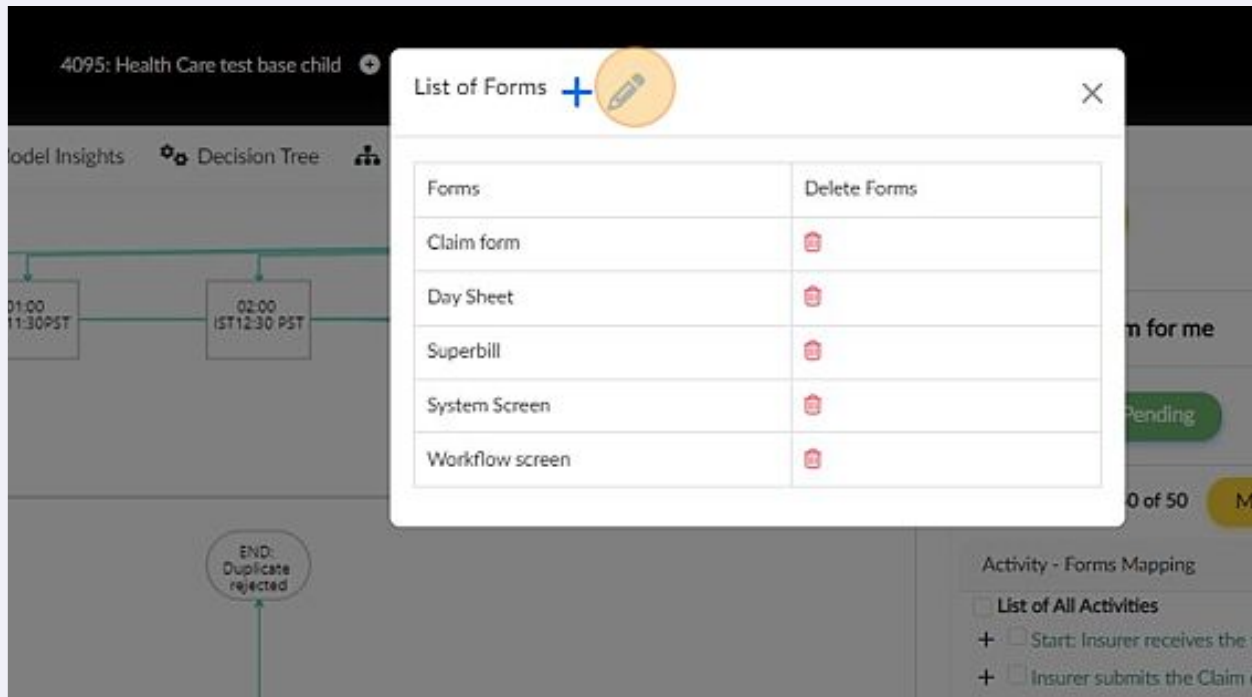 4095: Health Care test base child
List of Forms
Model Insights Decision Tree
Forms Delete Forms
Claim form
Day Sheet
Superbill
System Screen
Workflow screen
01:00
11:30PST
02:00
IST12:30 PST
for me
Pending
0 of 50
END:
Duplicate
rejected
Activity - Forms Mapping
List of All Activities
Start: Insurer receives the
Insurer submits the Claim